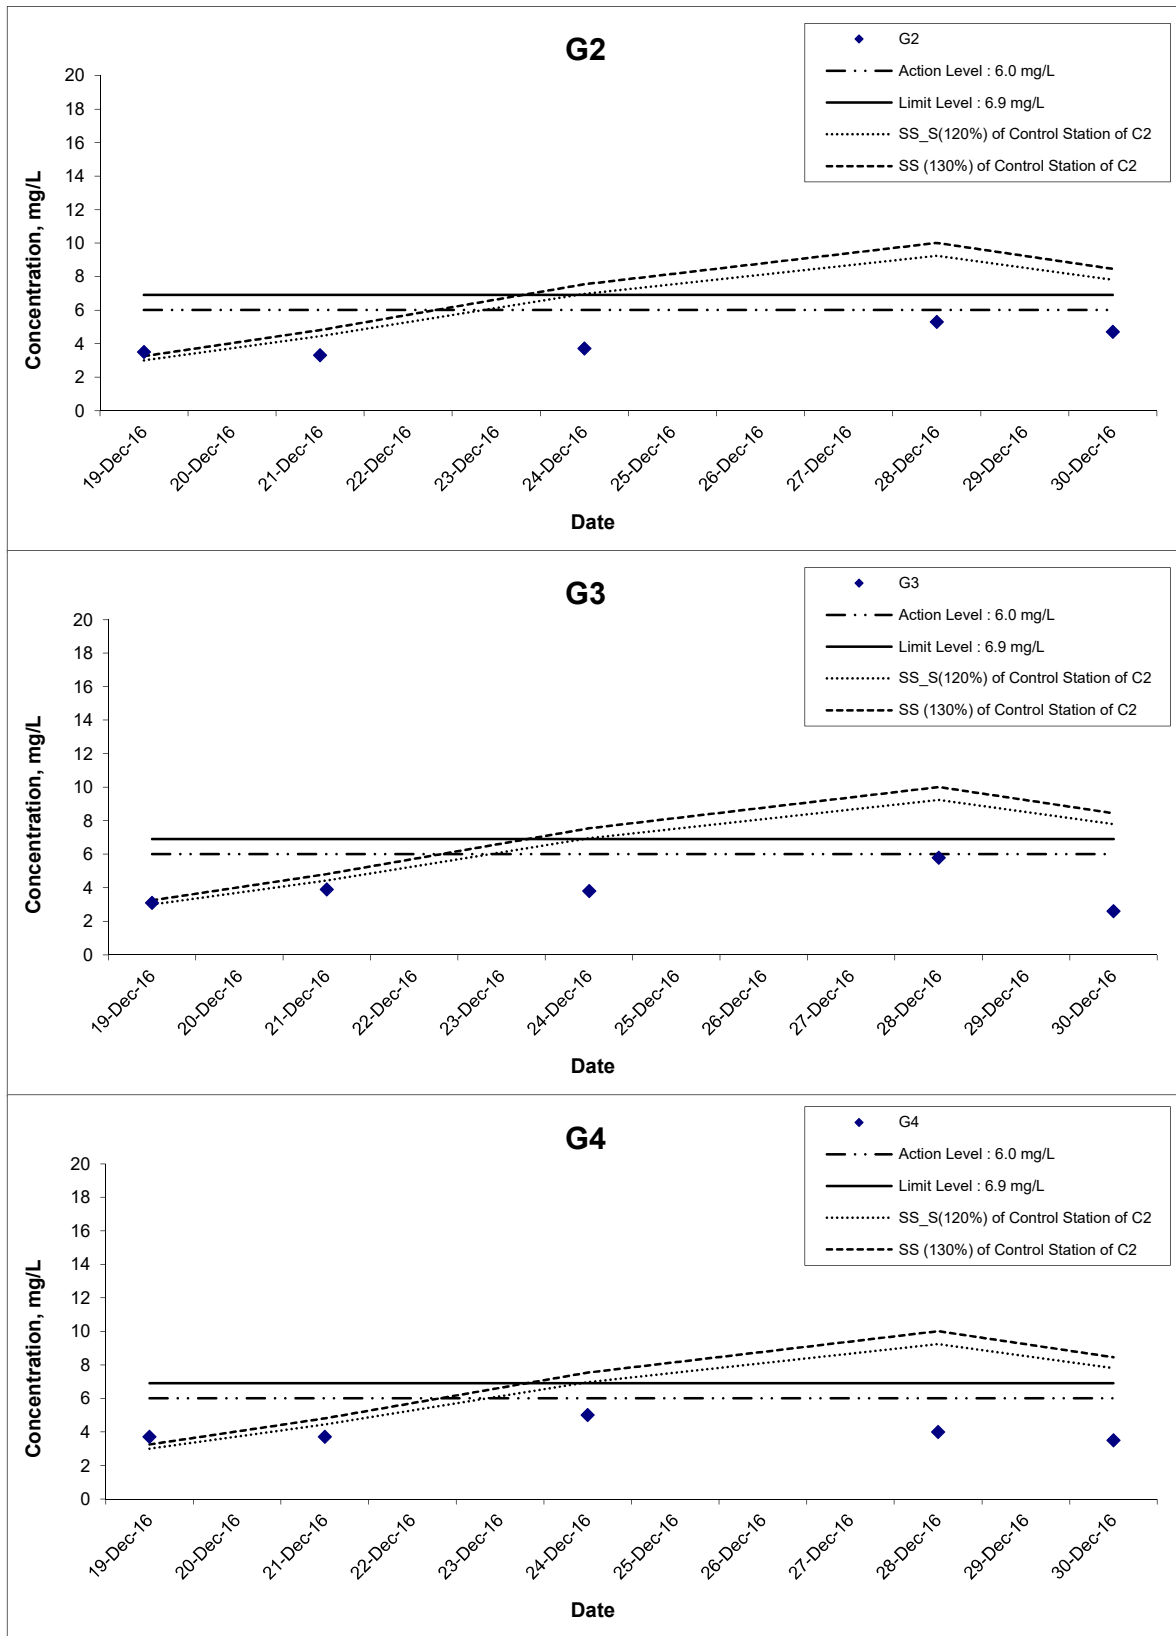 G2
G2
Action Level : 6.0 mg/L
Limit Level : 6.9 mg/L
SS_S(120%) of Control Station of C2
SS (130%) of Control Station of C2
Concentration, mg/L
20
18
16
14
12
10
8
6
4
2
0
19-Dec-16
20-Dec-16
21-Dec-16
22-Dec-16
23-Dec-16
24-Dec-16
25-Dec-16
26-Dec-16
27-Dec-16
28-Dec-16
29-Dec-16
30-Dec-16
Date
G3
G3
Action Level : 6.0 mg/L
Limit Level : 6.9 mg/L
SS_S(120%) of Control Station of C2
SS (130%) of Control Station of C2
Concentration, mg/L
20
18
16
14
12
10
8
6
4
2
0
19-Dec-16
20-Dec-16
21-Dec-16
22-Dec-16
23-Dec-16
24-Dec-16
25-Dec-16
26-Dec-16
27-Dec-16
28-Dec-16
29-Dec-16
30-Dec-16
Date
G4
G4
Action Level : 6.0 mg/L
Limit Level : 6.9 mg/L
SS_S(120%) of Control Station of C2
SS (130%) of Control Station of C2
Concentration, mg/L
20
18
16
14
12
10
8
6
4
2
0
19-Dec-16
20-Dec-16
21-Dec-16
22-Dec-16
23-Dec-16
24-Dec-16
25-Dec-16
26-Dec-16
27-Dec-16
28-Dec-16
29-Dec-16
30-Dec-16
Date